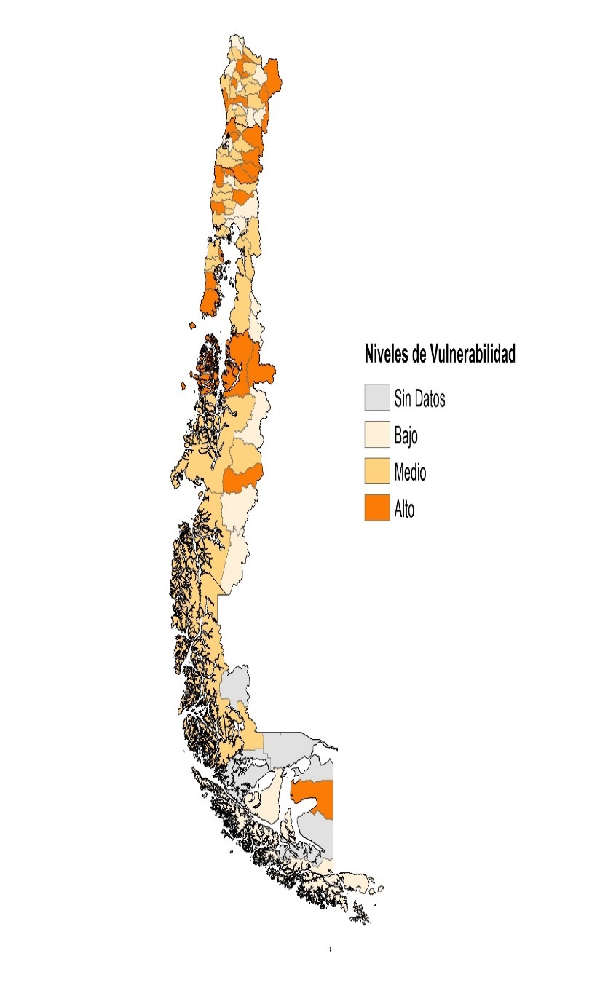 Niveles de Vulnerabilidad
Sin Datos
Bajo
Medio
Alto